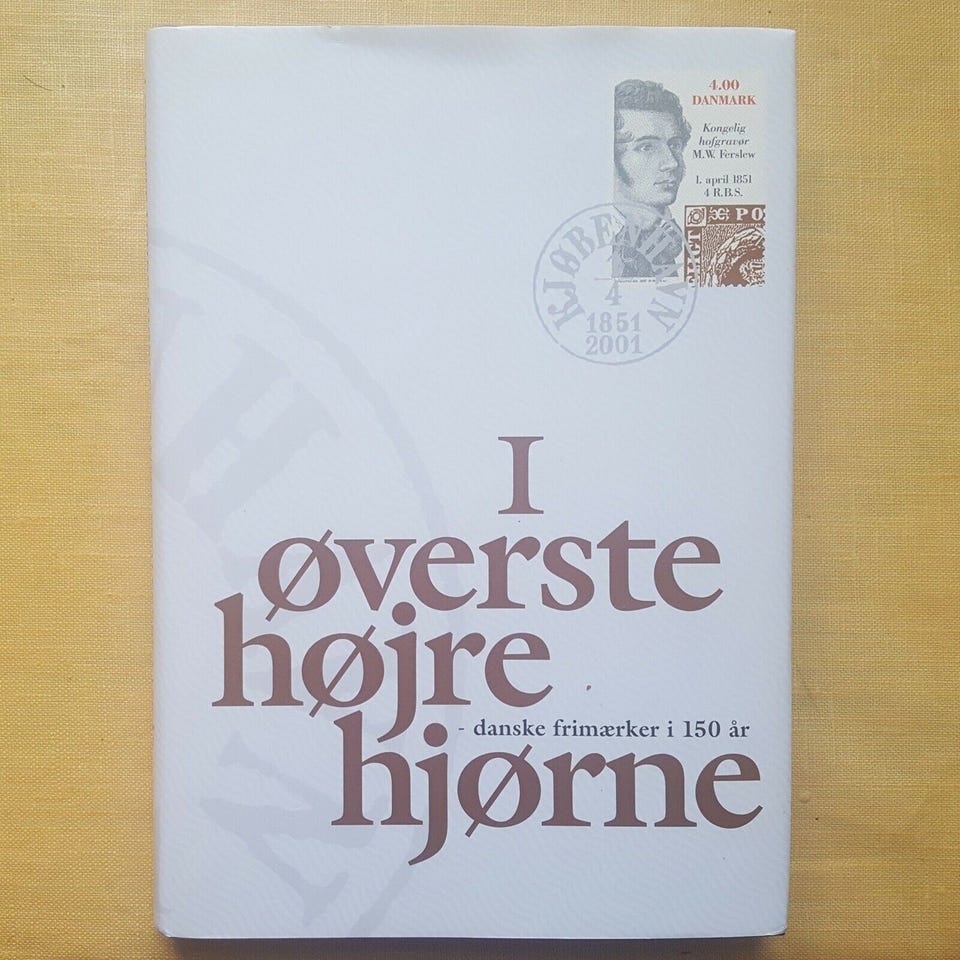 4.00
DANMARK
Kongelig
hofgravør
M.W. Ferslew
1. april 1851
4 R.B.S.
PO
KJØBENHAVN
4
1851
2001
I
øverste
højre
- danske frimærker i 150 år
hjørne